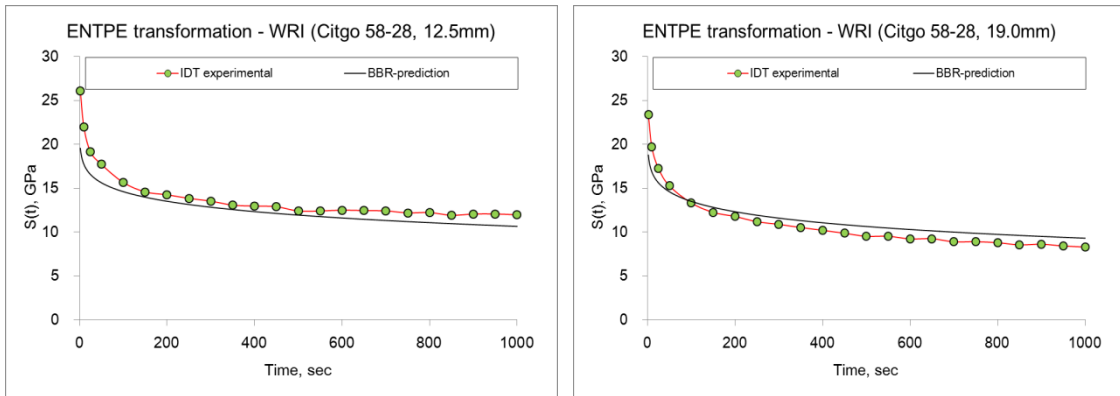 ENTPE transformation - WRI (Citgo 58-28, 12.5mm)
IDT experimental
BBR-prediction
30
25
20
15
10
5
0
S(t), GPa
0 200 400 600 800 1000
Time, sec
ENTPE transformation - WRI (Citgo 58-28, 19.0mm)
IDT experimental
BBR-prediction
30
25
20
15
10
5
0
S(t), GPa
0 200 400 600 800 1000
Time, sec